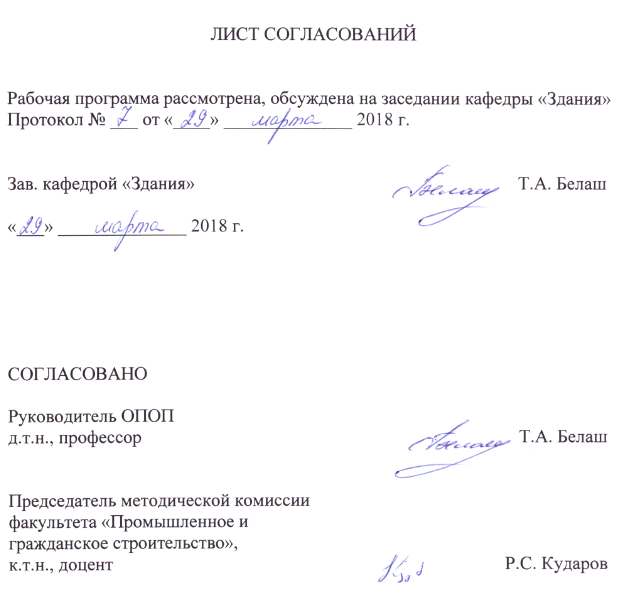 ЛИСТ СОГЛАСОВАНИЙ
Рабочая программа рассмотрена, обсуждена на заседании кафедры «Здания»
Протокол № 7 от «29» марта 2018 г.
Зав. кафедрой «Здания» Т.А. Белаш
«29» марта 2018 г.
СОГЛАСОВАНО
Руководитель ОПОП
д.т.н., профессор Т.А. Белаш
Председатель методической комиссии
факультета «Промышленное и
гражданское строительство»,
к.т.н., доцент Р.С. Кударов